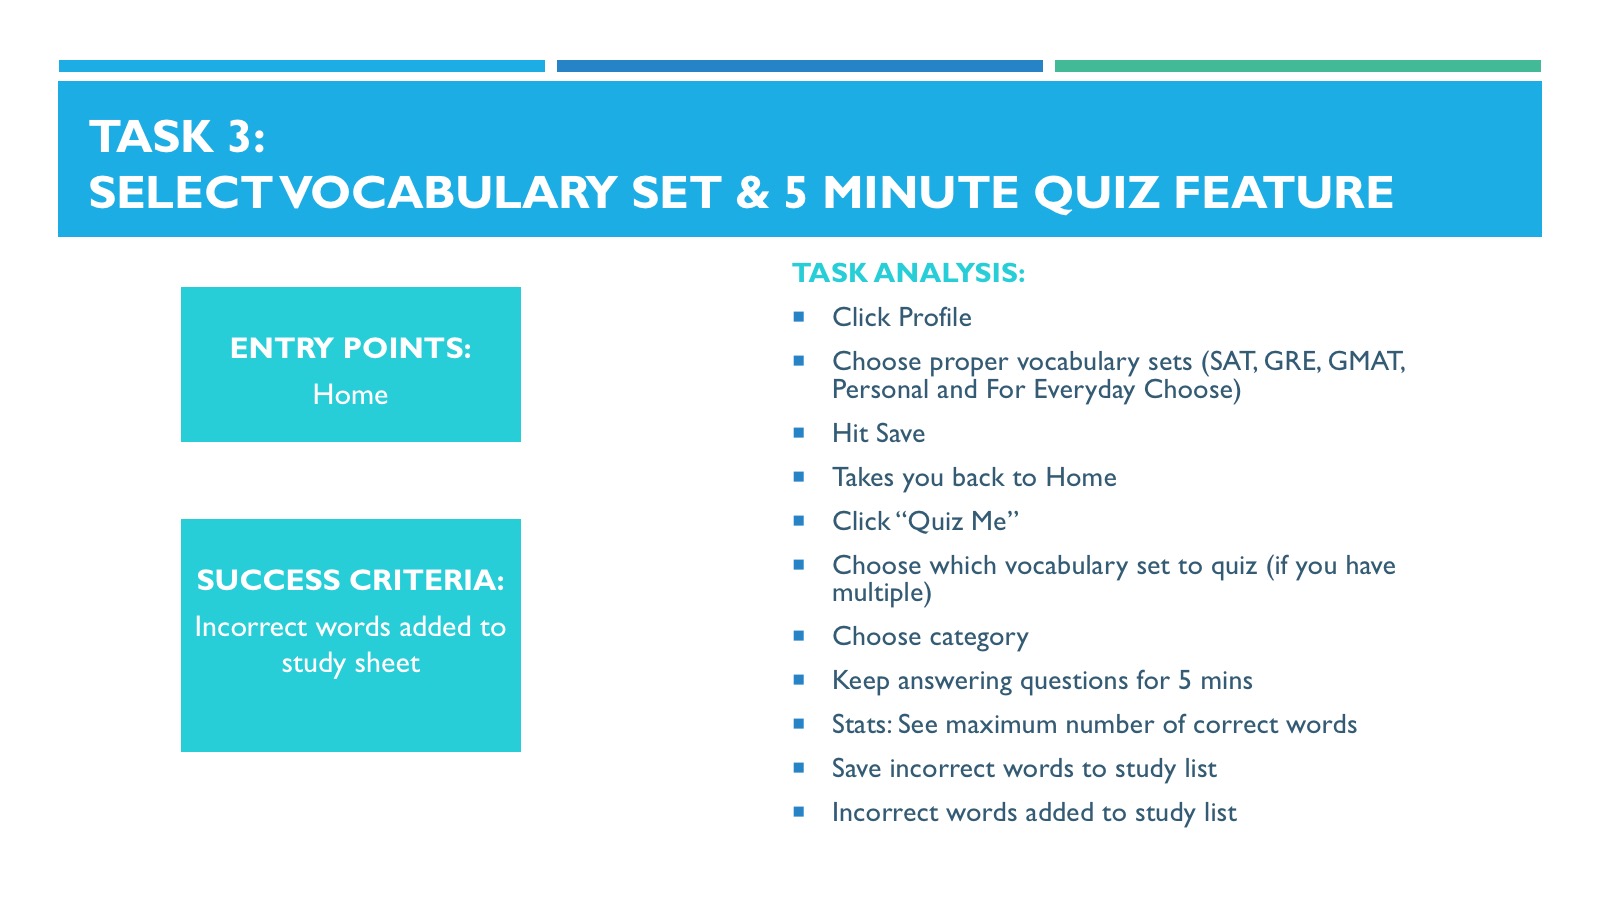 TASK 3:
SELECT VOCABULARY SET & 5 MINUTE QUIZ FEATURE
ENTRY POINTS:
Home
SUCCESS CRITERIA:
Incorrect words added to
study sheet
TASK ANALYSIS:
■ Click Profile
■ Choose proper vocabulary sets (SAT, GRE, GMAT,
Personal and For Everyday Choose)
■ Hit Save
■ Takes you back to Home
■ Click “Quiz Me”
■ Choose which vocabulary set to quiz (if you have
multiple)
■ Choose category
■ Keep answering questions for 5 mins
■ Stats: See maximum number of correct words
■ Save incorrect words to study list
■ Incorrect words added to study list